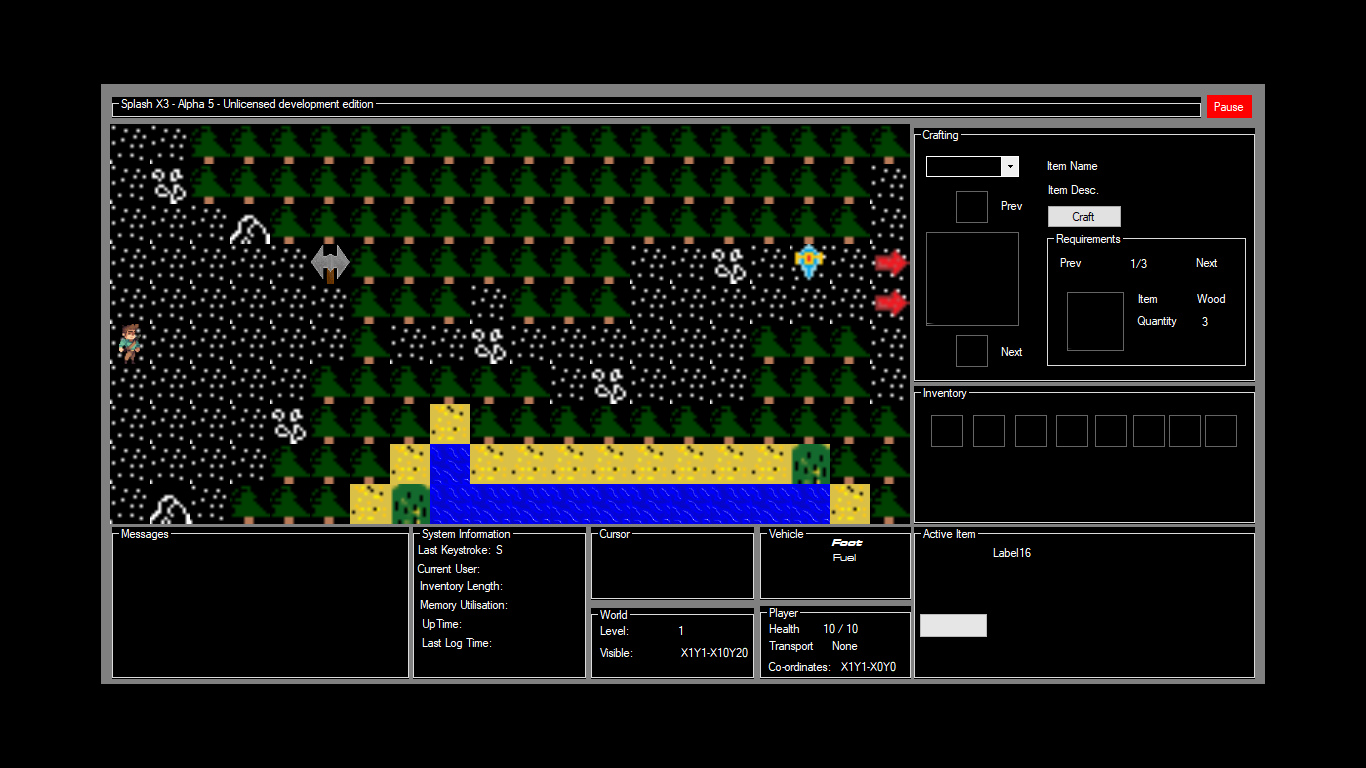 Splash X3 - Alpha 5 - Unlicensed development edition
Pause
Crafting
Item Name
Item Desc.
Prev
Craft
Requirements
Prev 1/3 Next
Item Wood
Quantity 3
Next
Inventory
Messages
System Information
Last Keystroke: S
Current User:
Inventory Length:
Memory Utilisation:
UpTime:
Last Log Time:
Cursor
World
Level: 1
Visible: X1Y1-X10Y20
Vehicle
Foot
Fuel
Player
Health 10 / 10
Transport None
Co-ordinates: X1Y1-X0Y0
Active Item
Label16